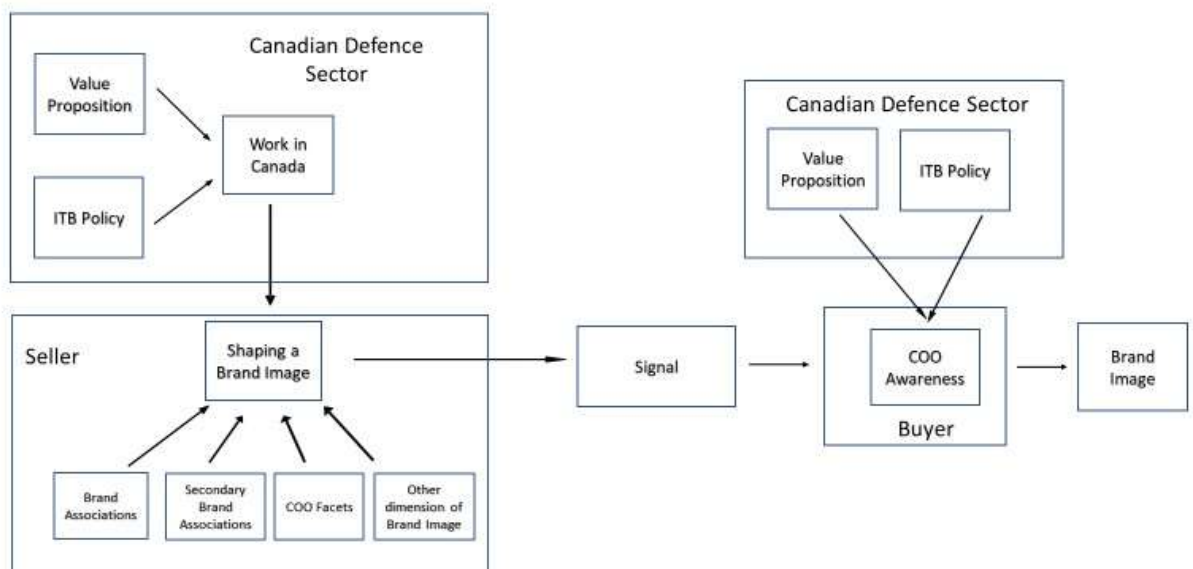 Canadian Defence
Sector
Value
Proposition
Work in
Canada
ITB Policy
Canadian Defence Sector
Value
Proposition
ITB Policy
Seller
Shaping a
Brand Image
Signal
COO
Awareness
Buyer
Brand
Image
Brand
Associations
Secondary
Brand
Associations
COO Facets
Other
dimension of
Brand Image